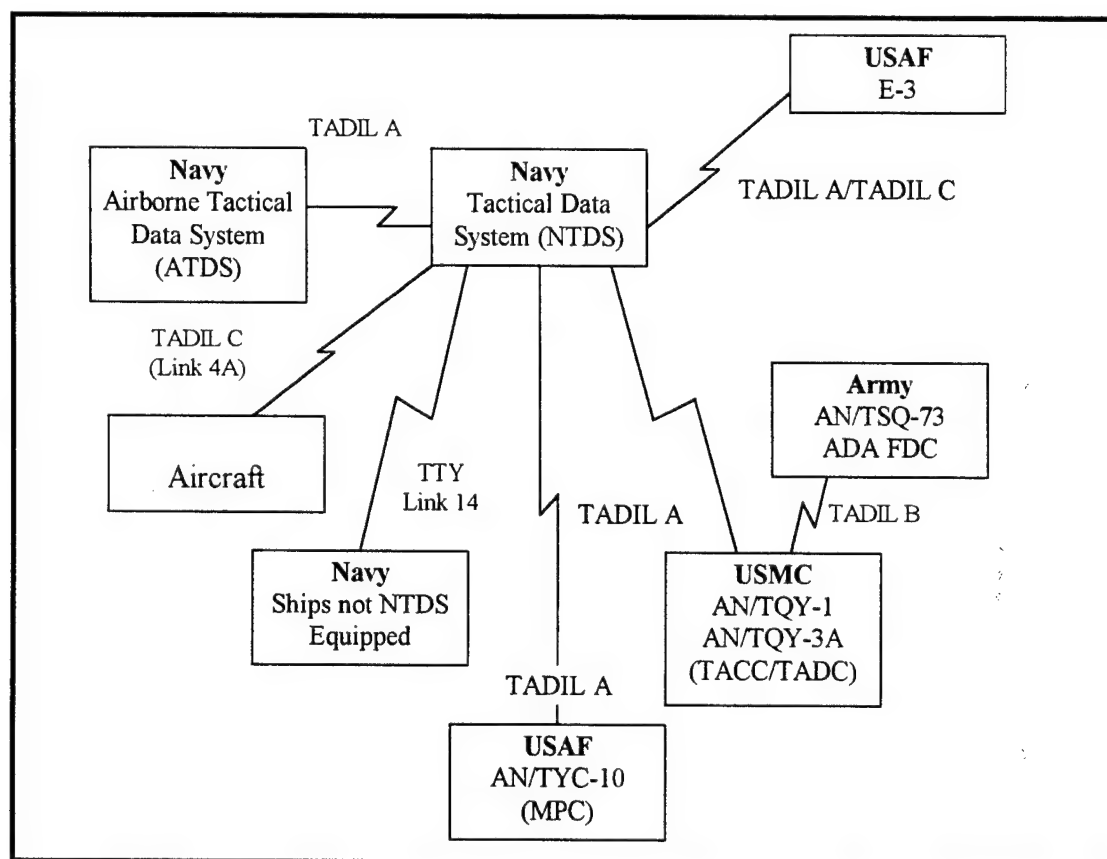 USAF
E-3
TADIL A
Navy
Airborne Tactical
Data System
(ATDS)
Navy
Tactical Data
System (NTDS)
TADIL A/TADIL C
TADIL C
(Link 4A)
Aircraft
TTY
Link 14
TADIL A
Army
AN/TSQ-73
ADA FDC
TADIL B
Navy
Ships not NTDS
Equipped
USMC
AN/TQY-1
AN/TQY-3A
(TACC/TADC)
TADIL A
USAF
AN/TYC-10
(MPC)